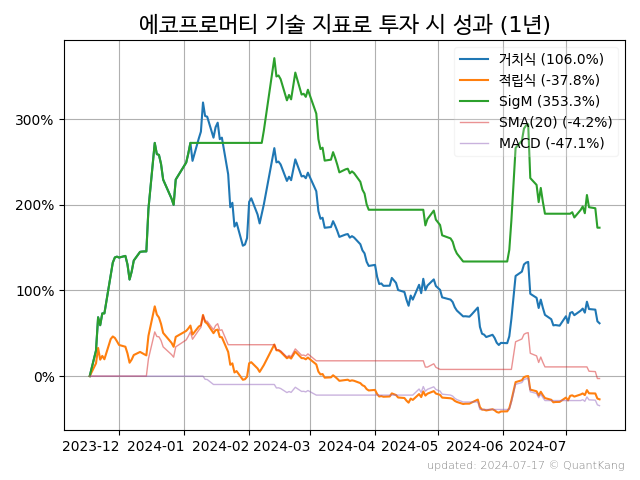 에코프로머티 기술 지표로 투자 시 성과 (1년)
거치식 (106.0%)
적립식 (-37.8%)
SigM (353.3%)
SMA(20) (-4.2%)
MACD (-47.1%)
300%
200%
100%
0%
2023-12 2024-01 2024-02 2024-03 2024-04 2024-05 2024-06 2024-07
updated: 2024-07-17 © QuantKang